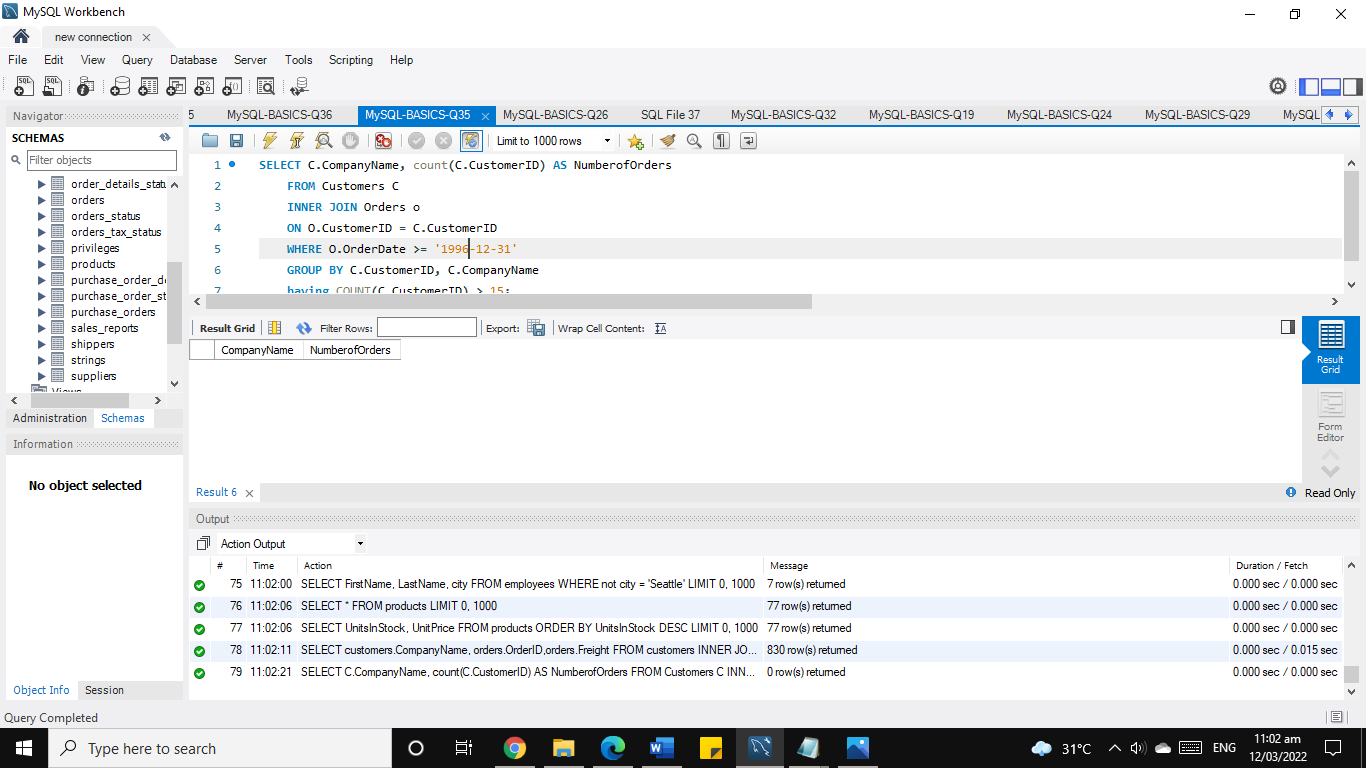 MySQL Workbench
new connection
File Edit View Query Database Server Tools Scripting Help
Navigator
SCHEMAS
Filter objects
order_details_statu
orders
orders_status
orders_tax_status
privileges
products
purchase_order_de
purchase_order_st
purchase_orders
sales_reports
shippers
strings
suppliers
Views
Administration Schemas
Information
No object selected
Object Info Session
5 MySQL-BASICS-Q36 MySQL-BASICS-Q35 MySQL-BASICS-Q26 SQL File 37 MySQL-BASICS-Q32 MySQL-BASICS-Q19 MySQL-BASICS-Q24 MySQL-BASICS-Q29 MySQL
Limit to 1000 rows
1 SELECT C.CompanyName, count(C.CustomerID) AS NumberofOrders
2 FROM Customers C
3 INNER JOIN Orders o
4 ON O.CustomerID = C.CustomerID
5 WHERE O.OrderDate >= '1996-12-31'
6 GROUP BY C.CustomerID, C.CompanyName
7 having COUNT(C.CustomerID) > 15;
Result Grid Filter Rows: Export: Wrap Cell Content:
CompanyName NumberofOrders
Result Grid
Form Editor
Result 6 Read Only
Output
Action Output
# Time Action Message Duration / Fetch
75 11:02:00 SELECT FirstName, LastName, city FROM employees WHERE not city = 'Seattle' LIMIT 0, 1000 7 row(s) returned 0.000 sec / 0.000 sec
76 11:02:06 SELECT * FROM products LIMIT 0, 1000 77 row(s) returned 0.000 sec / 0.000 sec
77 11:02:06 SELECT UnitsInStock, UnitPrice FROM products ORDER BY UnitsInStock DESC LIMIT 0, 1000 77 row(s) returned 0.000 sec / 0.000 sec
78 11:02:11 SELECT customers.CompanyName, orders.OrderID,orders.Freight FROM customers INNER JO... 830 row(s) returned 0.000 sec / 0.015 sec
79 11:02:21 SELECT C.CompanyName, count(C.CustomerID) AS NumberofOrders FROM Customers C INN... 0 row(s) returned 0.000 sec / 0.000 sec
Query Completed
Type here to search
31°C ENG 11:02 am
12/03/2022